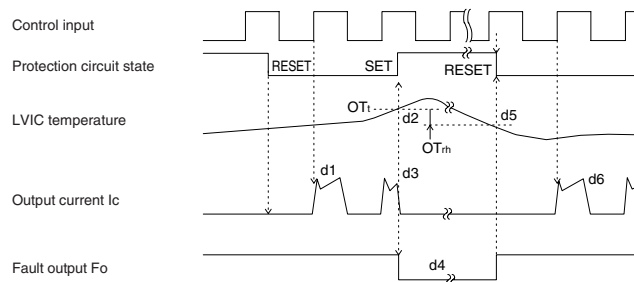 Control input
Protection circuit state
RESET
SET
RESET
LVIC temperature
OTt
d2
d5
OTrh
Output current Ic
d1
d3
d6
Fault output Fo
d4